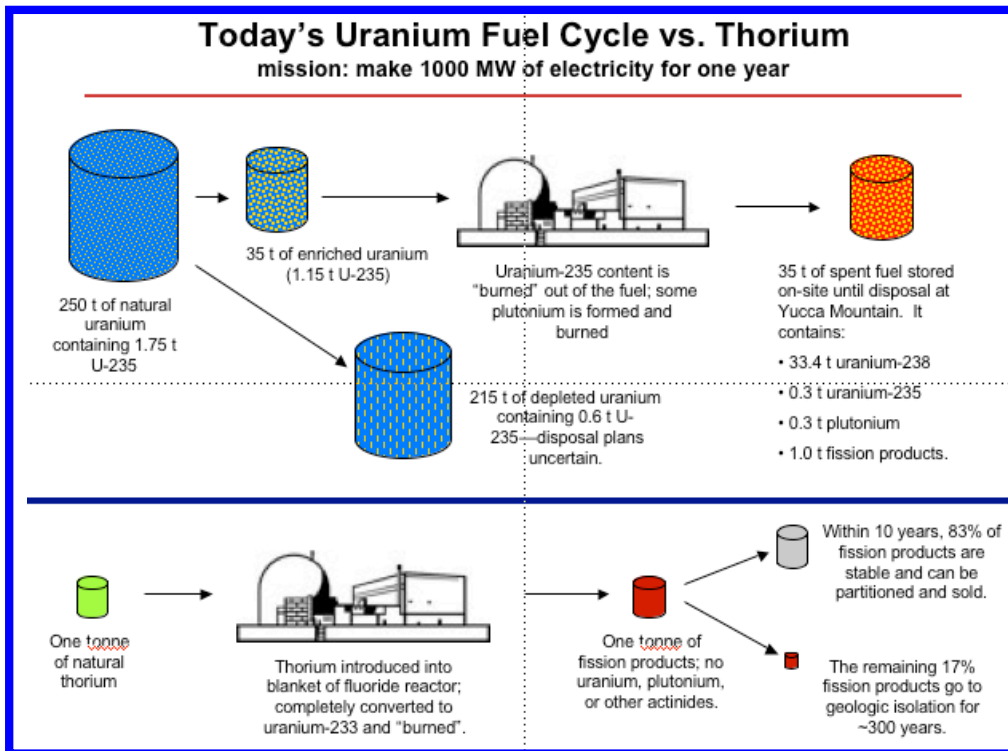 Today's Uranium Fuel Cycle vs. Thorium
mission: make 1000 MW of electricity for one year
250 t of natural
uranium
containing 1.75 t
U-235
35 t of enriched uranium
(1.15 t U-235)
215 t of depleted uranium
containing 0.6 t U-
235—disposal plans
uncertain.
Uranium-235 content is
“burned” out of the fuel; some
plutonium is formed and
burned
35 t of spent fuel stored
on-site until disposal at
Yucca Mountain.  It
contains:
• 33.4 t uranium-238
• 0.3 t uranium-235
• 0.3 t plutonium
• 1.0 t fission products.
One tonne
of natural
thorium
Thorium introduced into
blanket of fluoride reactor;
completely converted to
uranium-233 and “burned”.
One tonne of
fission products; no
uranium, plutonium,
or other actinides.
Within 10 years, 83% of
fission products are
stable and can be
partitioned and sold.
The remaining 17%
fission products go to
geologic isolation for
~300 years.